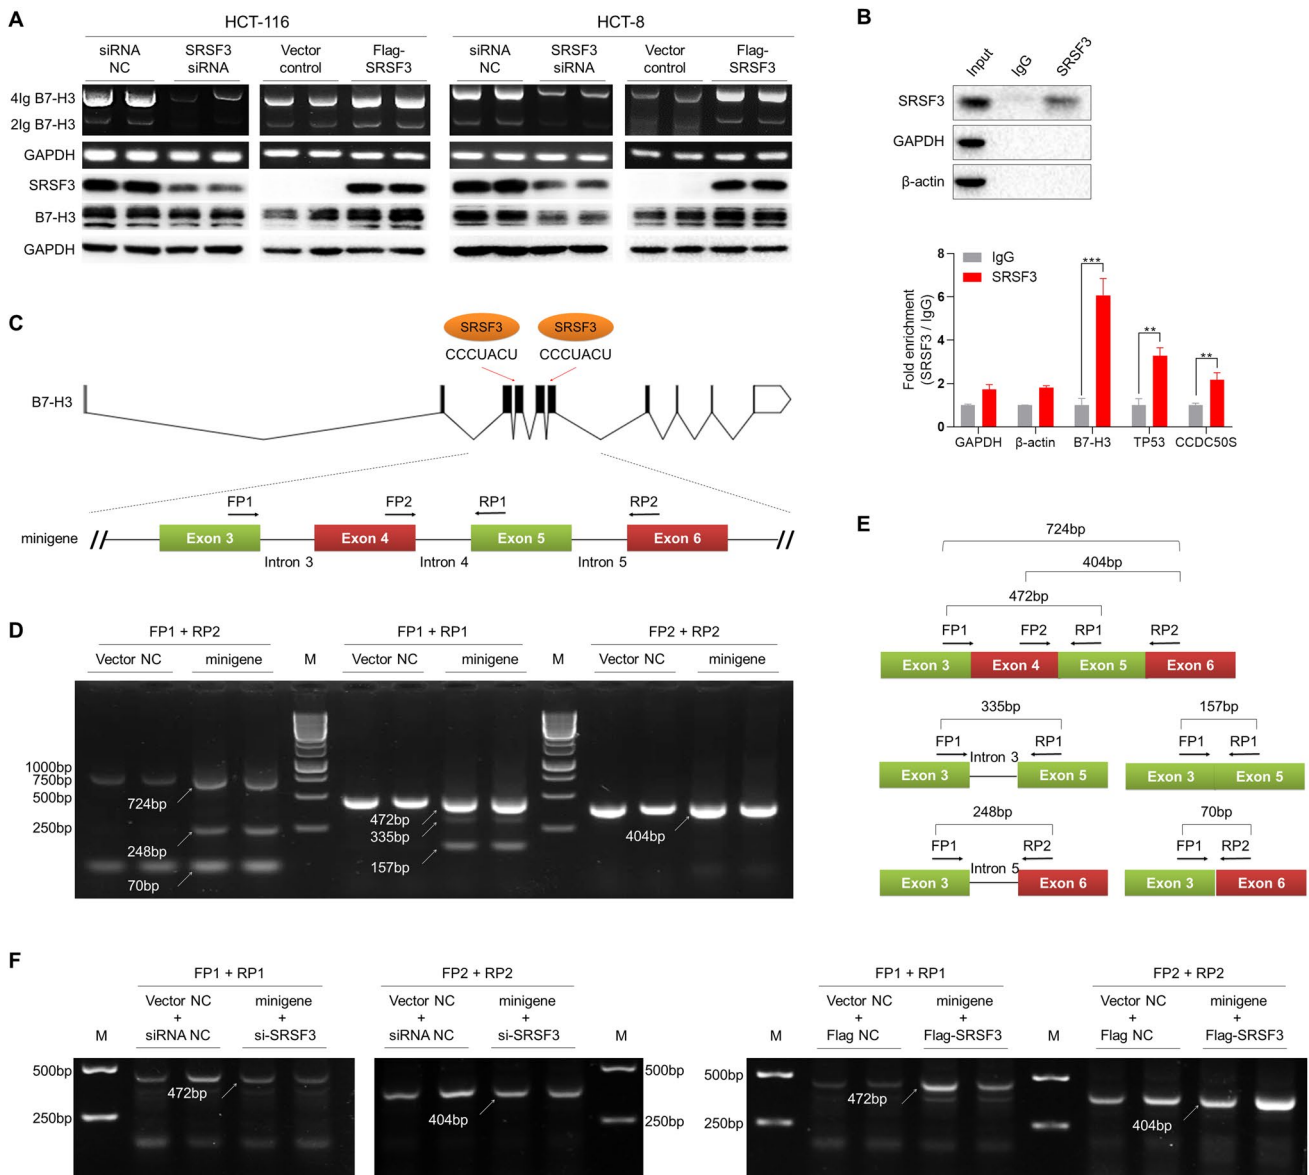 A
HCT-116
HCT-8
siRNA NC
SRSF3 siRNA
Vector control
Flag-SRSF3
siRNA NC
SRSF3 siRNA
Vector control
Flag-SRSF3
4Ig B7-H3
2Ig B7-H3
GAPDH
SRSF3
B7-H3
GAPDH
B
Input
IgG
SRSF3
SRSF3
GAPDH
β-actin
IgG
SRSF3
Fold enrichment
(SRSF3 / IgG)
8
6
4
2
0
***
**
**
GAPDH
β-actin
B7-H3
TP53
CCDC50S
C
SRSF3
SRSF3
CCCUACU
CCCUACU
B7-H3
FP1
FP2
RP1
RP2
minigene
Exon 3
Exon 4
Exon 5
Exon 6
Intron 3
Intron 4
Intron 5
D
FP1 + RP2
FP1 + RP1
FP2 + RP2
Vector NC
minigene
M
Vector NC
minigene
M
Vector NC
minigene
1000bp
750bp
500bp
250bp
724bp
248bp
70bp
472bp
335bp
157bp
404bp
E
724bp
404bp
472bp
FP1
FP2
RP1
RP2
Exon 3
Exon 4
Exon 5
Exon 6
335bp
FP1
RP1
Intron 3
Exon 3
Exon 5
157bp
FP1
RP1
Exon 3
Exon 5
248bp
FP1
RP2
Intron 5
Exon 3
Exon 6
70bp
FP1
RP2
Exon 3
Exon 6
F
FP1 + RP1
FP2 + RP2
FP1 + RP1
FP2 + RP2
M
Vector NC
+
siRNA NC
minigene
+
si-SRSF3
Vector NC
+
siRNA NC
minigene
+
si-SRSF3
M
M
Vector NC
+
Flag NC
minigene
+
Flag-SRSF3
M
Vector NC
+
Flag NC
minigene
+
Flag-SRSF3
500bp
250bp
472bp
404bp
500bp
250bp
500bp
250bp
472bp
404bp